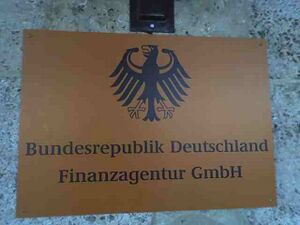 Bundesrepublik Deutschland
Finanzagentur GmbH